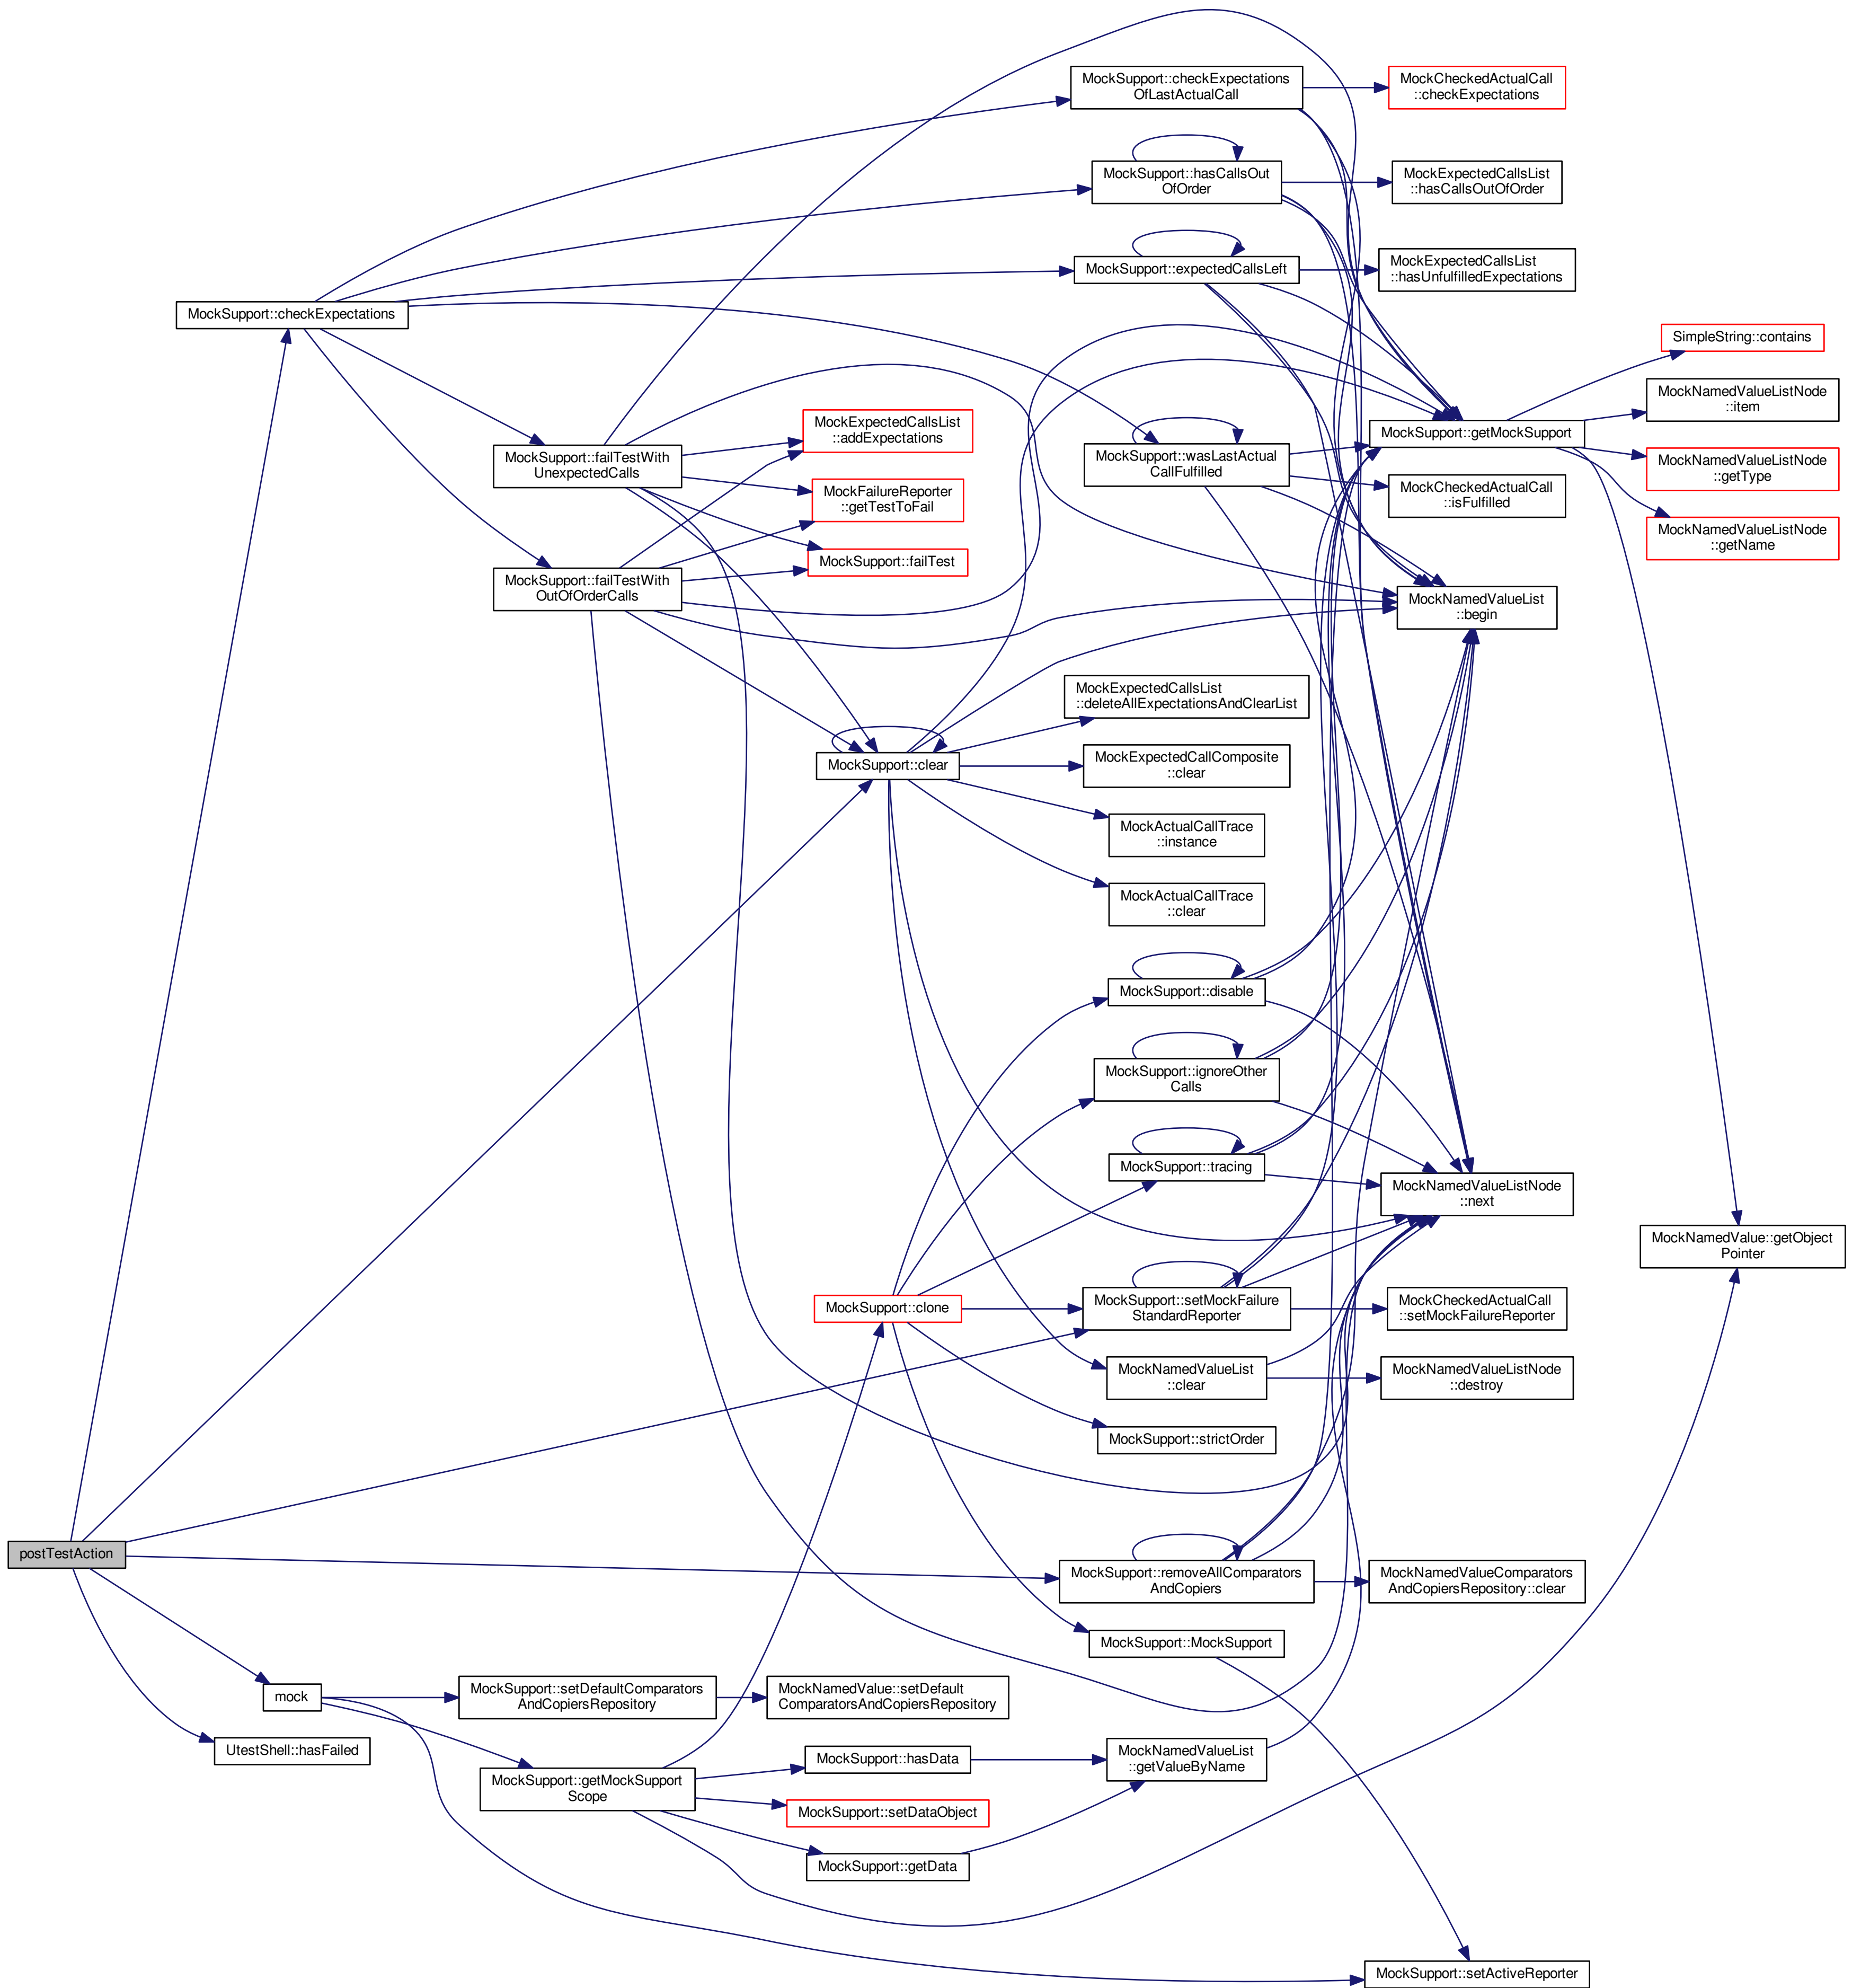 MockSupport::checkExpectations
OfLastActualCall
MockCheckedActualCall
::checkExpectations
MockSupport::hasCallsOut
OfOrder
MockExpectedCallsList
::hasCallsOutOfOrder
MockSupport::expectedCallsLeft
MockExpectedCallsList
::hasUnfulfilledExpectations
MockSupport::checkExpectations
SimpleString::contains
MockNamedValueListNode
::item
MockExpectedCallsList
::addExpectations
MockSupport::getMockSupport
MockSupport::failTestWith
UnexpectedCalls
MockSupport::wasLastActual
CallFulfilled
MockNamedValueListNode
::getType
MockFailureReporter
::getTestToFail
MockCheckedActualCall
::isFulfilled
MockNamedValueListNode
::getName
MockSupport::failTest
MockSupport::failTestWith
OutOfOrderCalls
MockNamedValueList
::begin
MockExpectedCallsList
::deleteAllExpectationsAndClearList
MockSupport::clear
MockExpectedCallComposite
::clear
MockActualCallTrace
::instance
MockActualCallTrace
::clear
MockSupport::disable
MockSupport::ignoreOther
Calls
MockSupport::tracing
MockNamedValueListNode
::next
MockNamedValue::getObject
Pointer
MockSupport::clone
MockSupport::setMockFailure
StandardReporter
MockCheckedActualCall
::setMockFailureReporter
MockNamedValueList
::clear
MockNamedValueListNode
::destroy
MockSupport::strictOrder
postTestAction
MockSupport::removeAllComparators
AndCopiers
MockNamedValueComparators
AndCopiersRepository::clear
MockSupport::MockSupport
mock
MockSupport::setDefaultComparators
AndCopiersRepository
MockNamedValue::setDefault
ComparatorsAndCopiersRepository
UtestShell::hasFailed
MockSupport::hasData
MockNamedValueList
::getValueByName
MockSupport::getMockSupport
Scope
MockSupport::setDataObject
MockSupport::getData
MockSupport::setActiveReporter